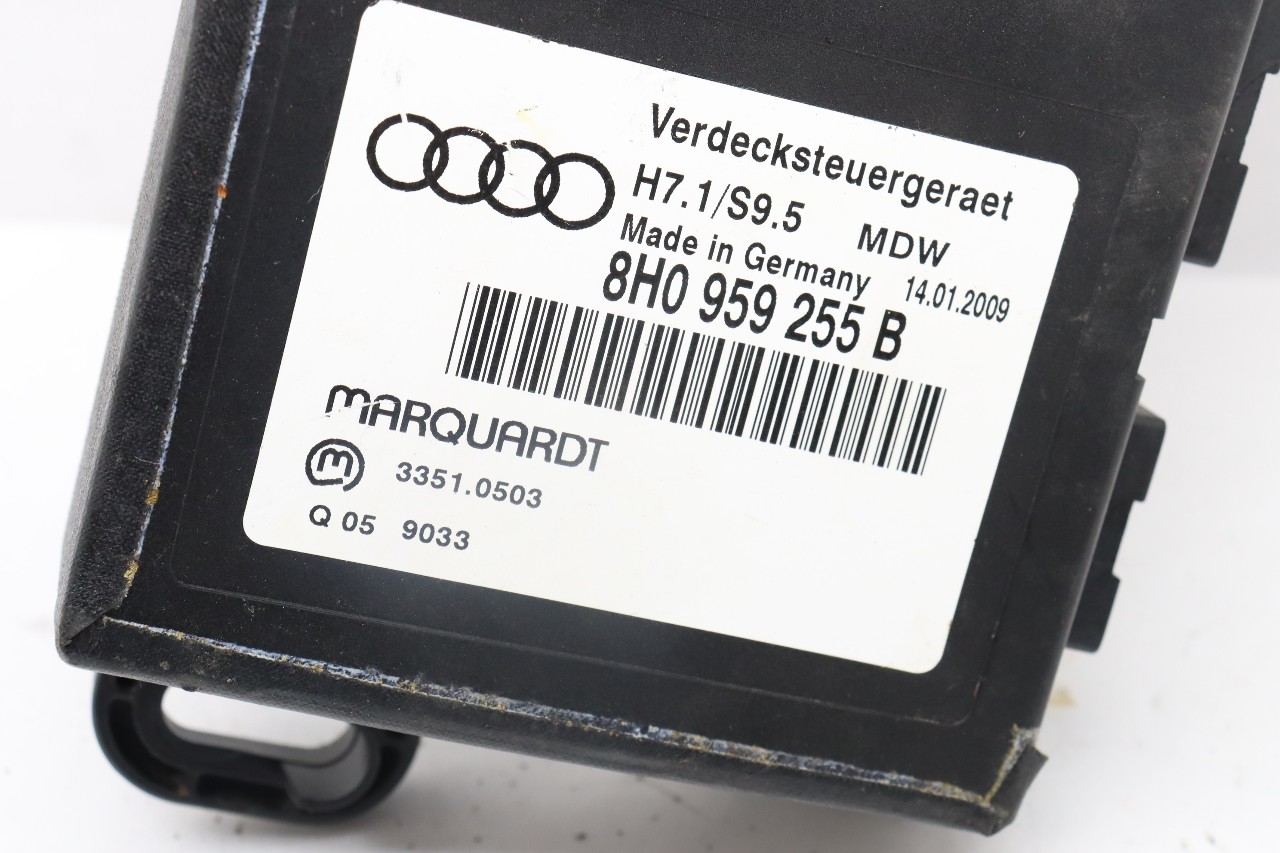 Verdecksteuergeraet
H7.1/S9.5 MDW
Made in Germany 14.01.2009
8H0 959 255 B
MARQUARDT
m 3351.0503
Q 05 9033